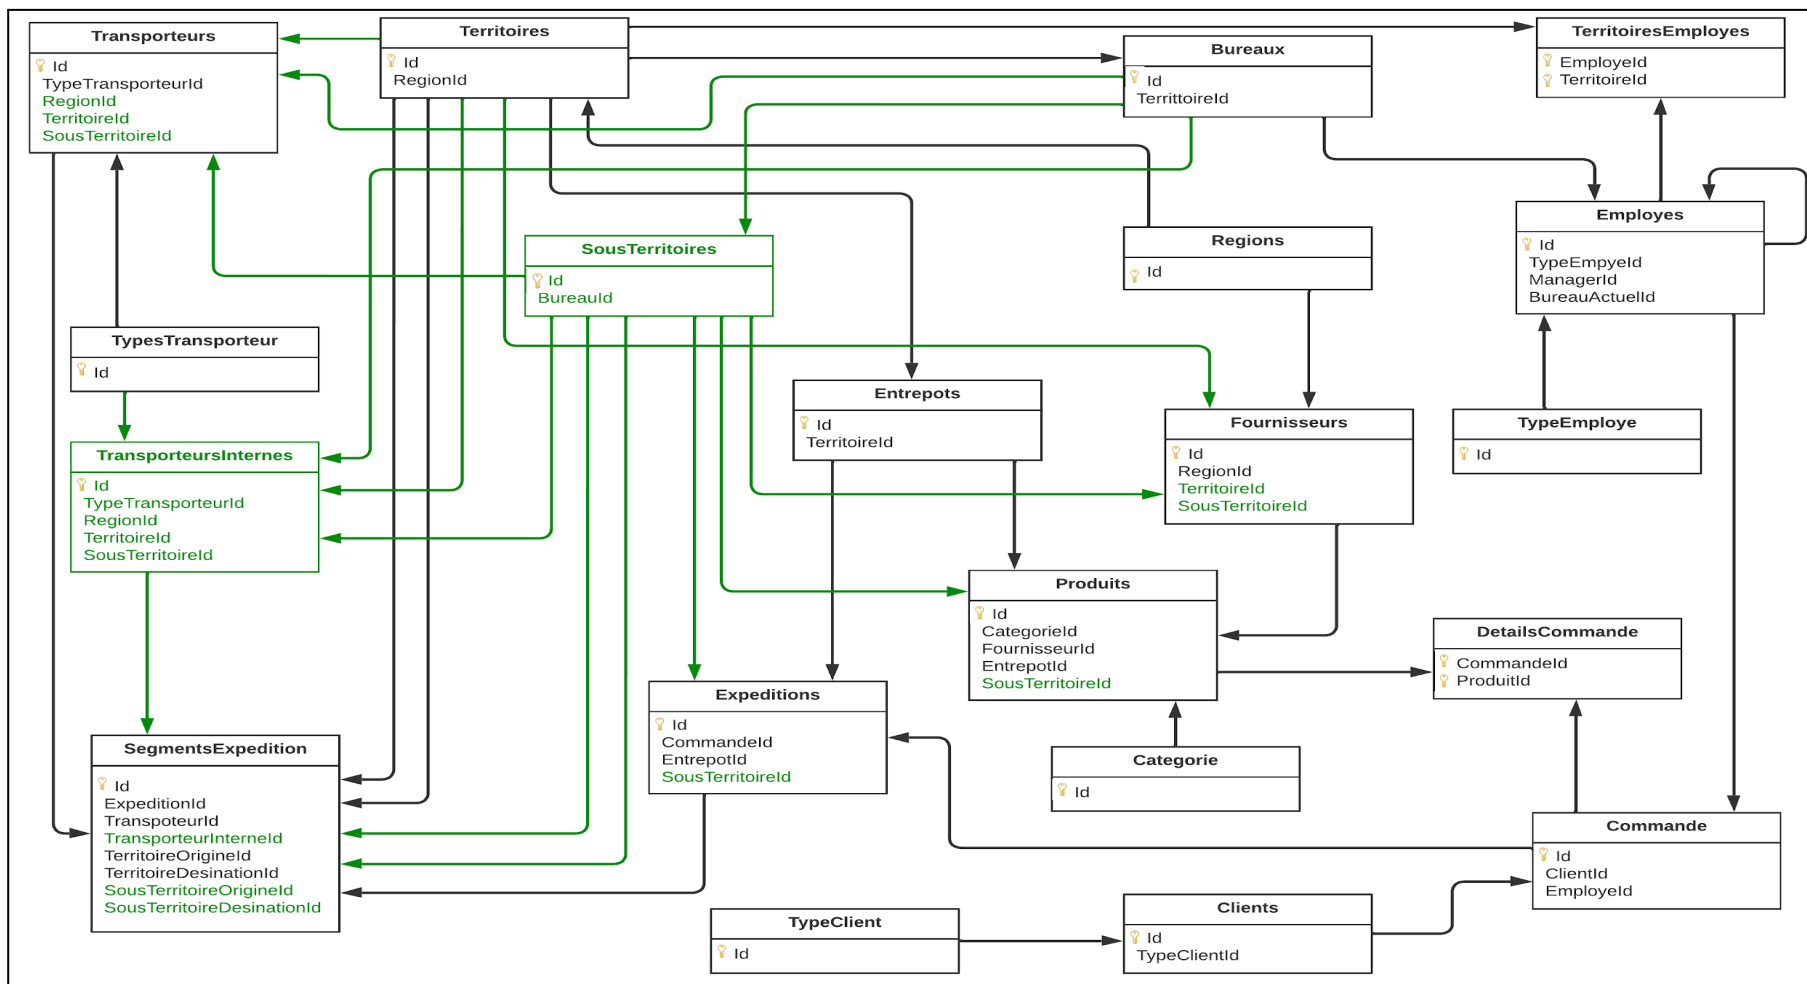 Transporteurs
Id
TypeTransporteurId
RegionId
TerritoireId
SousTerritoireId
Territoires
Id
RegionId
Bureaux
Id
TerrittoireId
TerritoiresEmployes
EmployeId
TerritoireId
SousTerritoires
Id
BureauId
Regions
Id
Employes
Id
TypeEmpyeId
ManagerId
BureauActuelId
TypesTransporteur
Id
Entrepots
Id
TerritoireId
Fournisseurs
Id
RegionId
TerritoireId
SousTerritoireId
TypeEmploye
Id
TransporteursInternes
Id
TypeTransporteurId
RegionId
TerritoireId
SousTerritoireId
Produits
Id
CategorieId
FournisseurId
EntrepotId
SousTerritoireId
DetailsCommande
CommandeId
ProduitId
Expeditions
Id
CommandeId
EntrepotId
SousTerritoireId
SegmentsExpedition
Id
ExpeditionId
TranspoteurId
TransporteurInterneId
TerritoireOrigineId
TerritoireDesinationId
SousTerritoireOrigineId
SousTerritoireDesinationId
Categorie
Id
Commande
Id
ClientId
EmployeId
TypeClient
Id
Clients
Id
TypeClientId